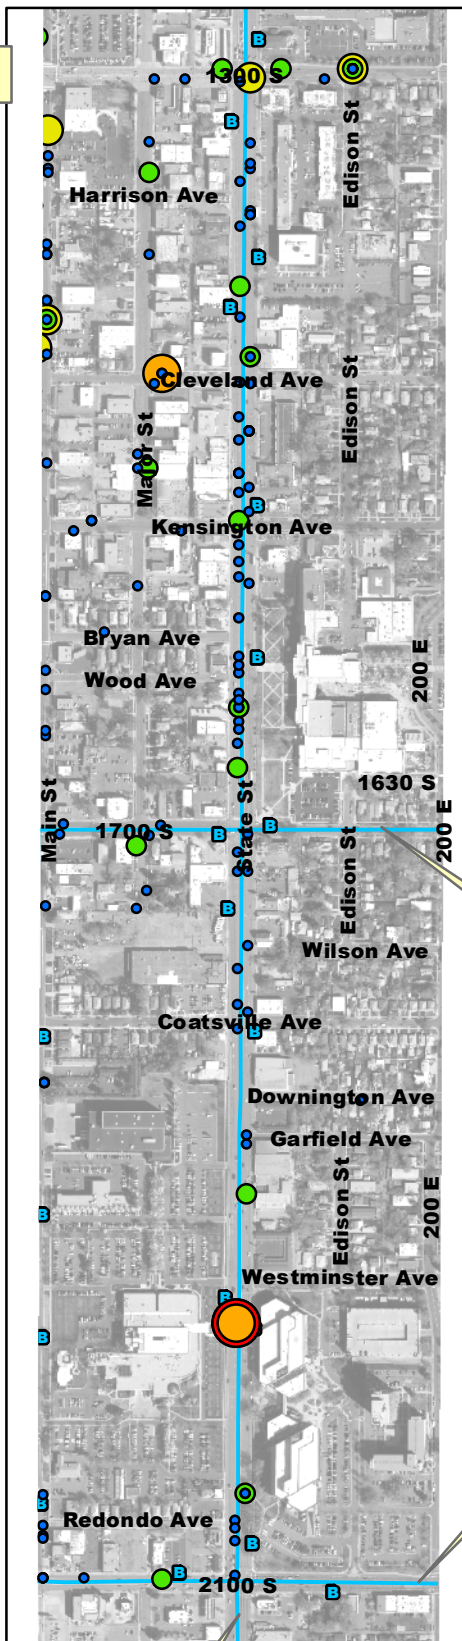 B
1300 S
B
Edison St
Harrison Ave
B
B
Cleveland Ave
Edison St
Major St
B
Kensington Ave
Bryan Ave
B
200 E
Wood Ave
1630 S
Main St
State St
200 E
1700 S
B
B
Edison St
B
Wilson Ave
Coatsville Ave
B
B
Downington Ave
Garfield Ave
Edison St
200 E
B
Westminster Ave
B
B
B
Redondo Ave
B
B
2100 S
B